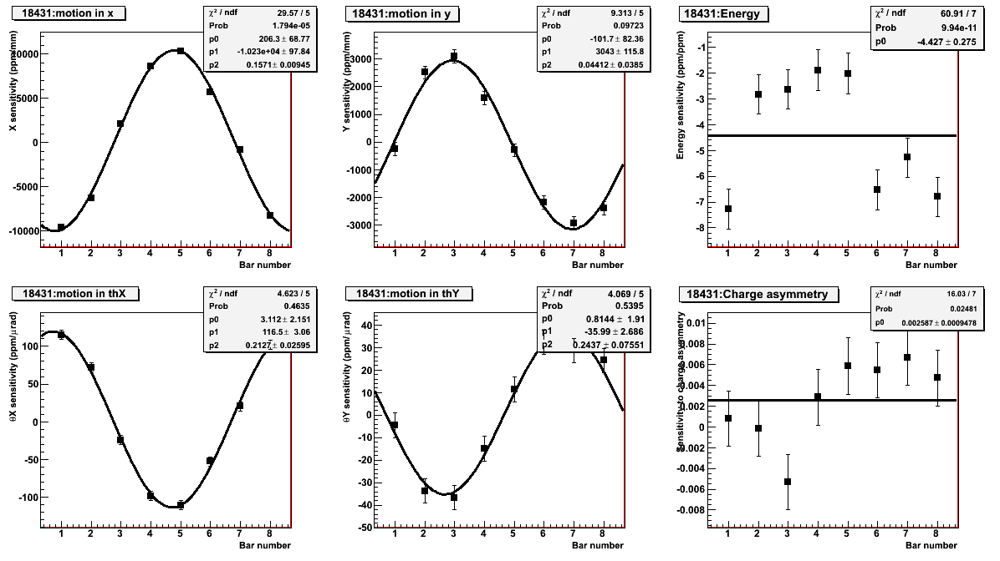 18431:motion in x
χ² / ndf 29.57 / 5
Prob 1.794e-05
p0 206.3 ± 68.77
p1 -1.023e+04 ± 97.84
p2 0.1571 ± 0.00945
X sensitivity (ppm/mm)
10000
5000
0
-5000
-10000
1 2 3 4 5 6 7 8
Bar number
18431:motion in y
χ² / ndf 9.313 / 5
Prob 0.09723
p0 -101.7 ± 82.36
p1 3043 ± 115.8
p2 0.04412 ± 0.0385
Y sensitivity (ppm/mm)
3000
2000
1000
0
-1000
-2000
-3000
1 2 3 4 5 6 7 8
Bar number
18431:Energy
χ² / ndf 60.91 / 7
Prob 9.94e-11
p0 -4.427 ± 0.275
Energy sensitivity (ppm/ppm)
-1
-2
-3
-4
-5
-6
-7
-8
1 2 3 4 5 6 7 8
Bar number
18431:motion in thX
χ² / ndf 4.623 / 5
Prob 0.4635
p0 3.112 ± 2.151
p1 116.5 ± 3.06
p2 0.2127 ± 0.02595
θX sensitivity (ppm/μrad)
100
50
0
-50
-100
1 2 3 4 5 6 7 8
Bar number
18431:motion in thY
χ² / ndf 4.069 / 5
Prob 0.5395
p0 0.8144 ± 1.91
p1 -35.99 ± 2.686
p2 0.2437 ± 0.07551
θY sensitivity (ppm/μrad)
40
30
20
10
0
-10
-20
-30
-40
-50
1 2 3 4 5 6 7 8
Bar number
18431:Charge asymmetry
χ² / ndf 16.03 / 7
Prob 0.02481
p0 0.002587 ± 0.0009478
Sensitivity to charge asymmetry
0.01
0.008
0.006
0.004
0.002
0
-0.002
-0.004
-0.006
-0.008
1 2 3 4 5 6 7 8
Bar number